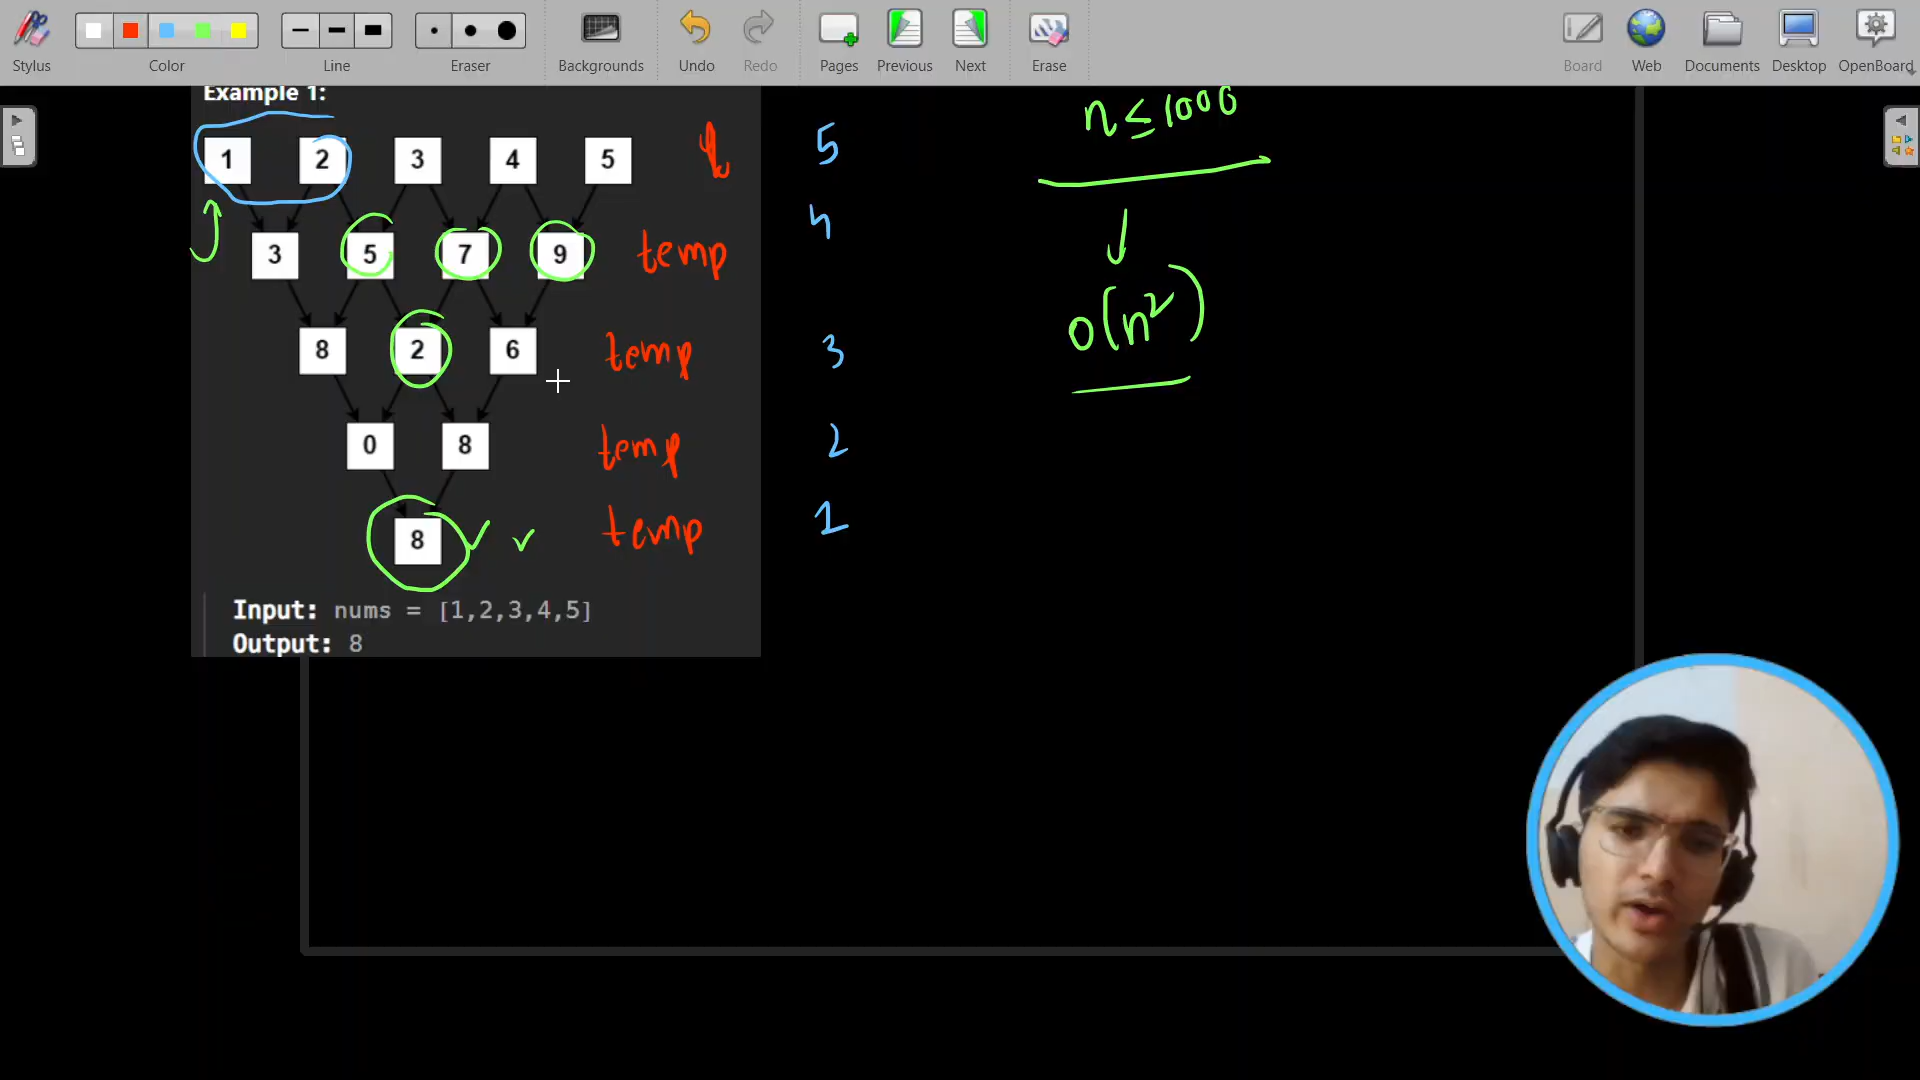 Stylus Color Line Eraser Backgrounds Undo Redo Pages Previous Next Erase Board Web Documents Desktop OpenBoard
Example 1:
n ≤ 1000
1 2 3 4 5
5
3 5 7 9 temp
4
O(n²)
8 2 6 temp
3
0 8 temp
2
8 temp
1
Input: nums = [1,2,3,4,5]
Output: 8